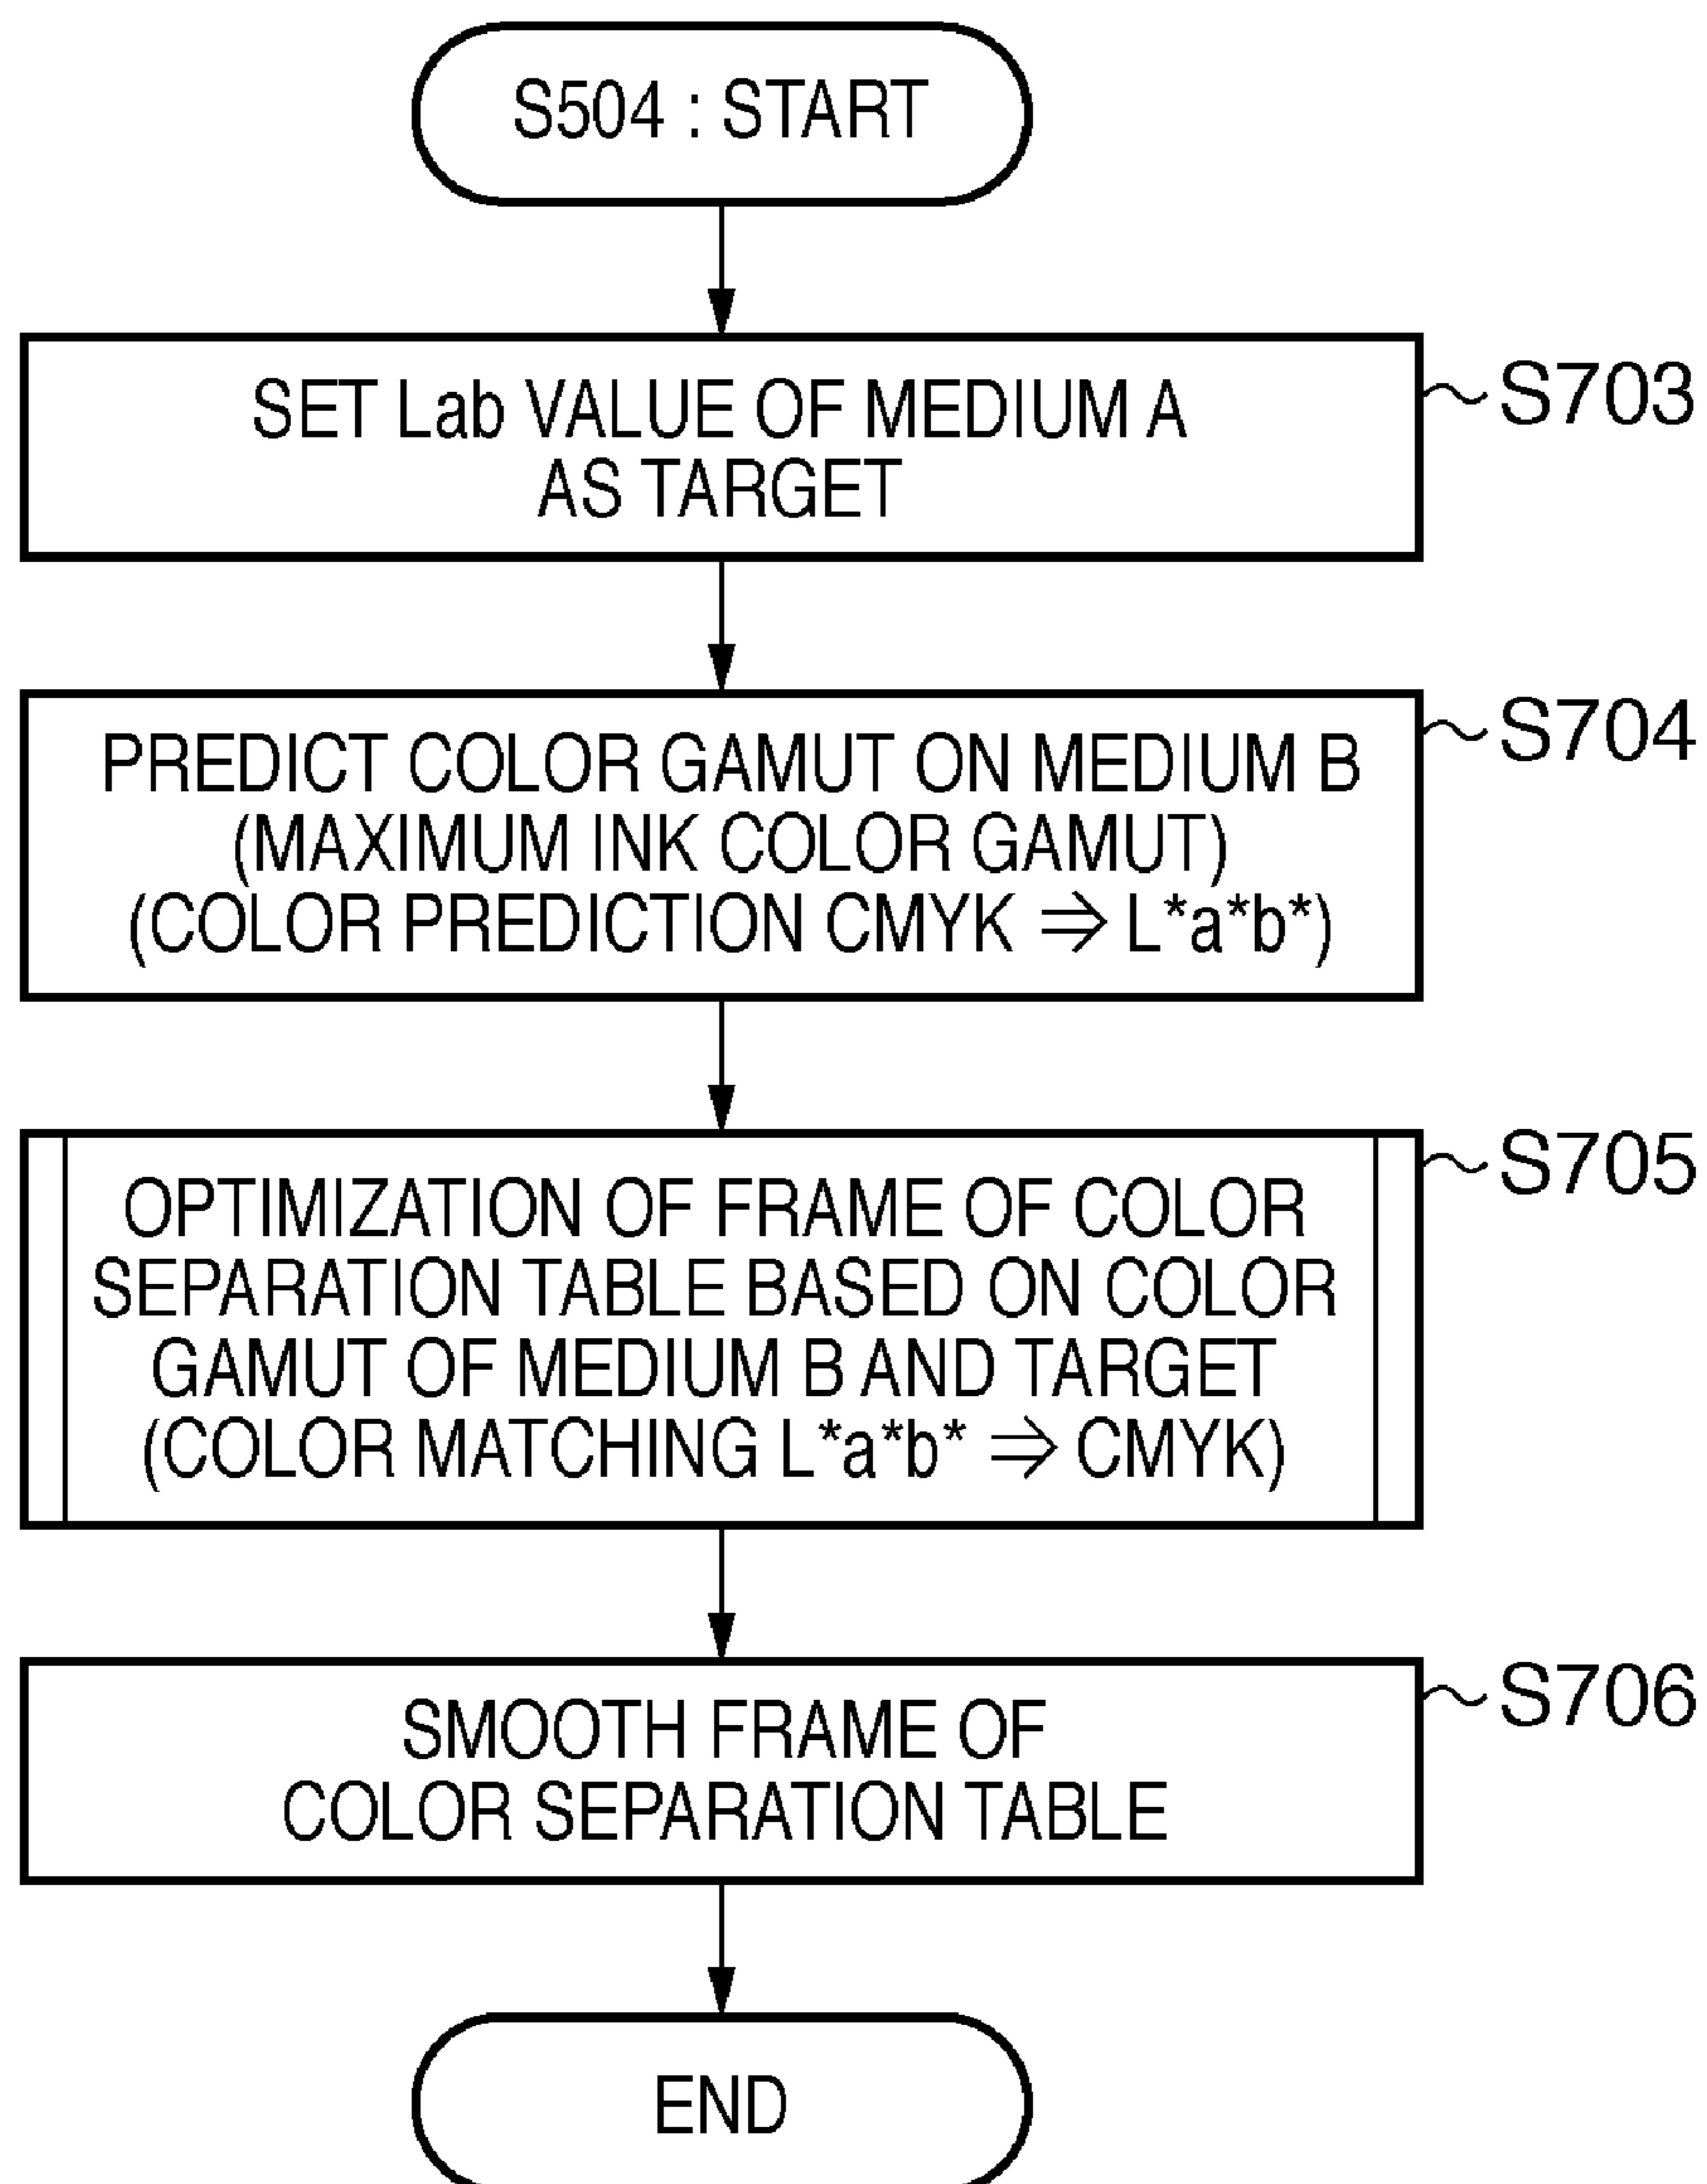 S504 : START
SET Lab VALUE OF MEDIUM A
AS TARGET
S703
PREDICT COLOR GAMUT ON MEDIUM B
(MAXIMUM INK COLOR GAMUT)
(COLOR PREDICTION CMYK ⇒ L*a*b*)
S704
OPTIMIZATION OF FRAME OF COLOR
SEPARATION TABLE BASED ON COLOR
GAMUT OF MEDIUM B AND TARGET
(COLOR MATCHING L*a*b* ⇒ CMYK)
S705
SMOOTH FRAME OF
COLOR SEPARATION TABLE
S706
END